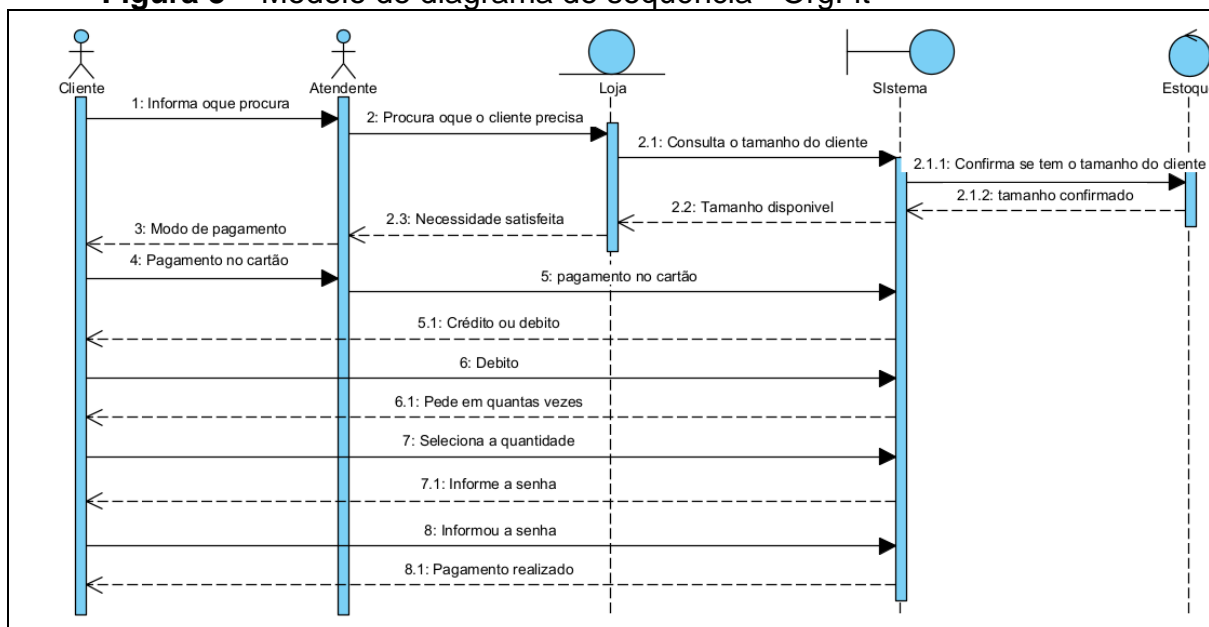 Modelo de diagrama de sequência - OrgFit
Cliente
Atendente
Loja
SIstema
Estoque
1: Informa oque procura
2: Procura oque o cliente precisa
2.1: Consulta o tamanho do cliente
2.1.1: Confirma se tem o tamanho do cliente
2.1.2: tamanho confirmado
2.2: Tamanho disponivel
2.3: Necessidade satisfeita
3: Modo de pagamento
4: Pagamento no cartão
5: pagamento no cartão
5.1: Crédito ou debito
6: Debito
6.1: Pede em quantas vezes
7: Seleciona a quantidade
7.1: Informe a senha
8: Informou a senha
8.1: Pagamento realizado